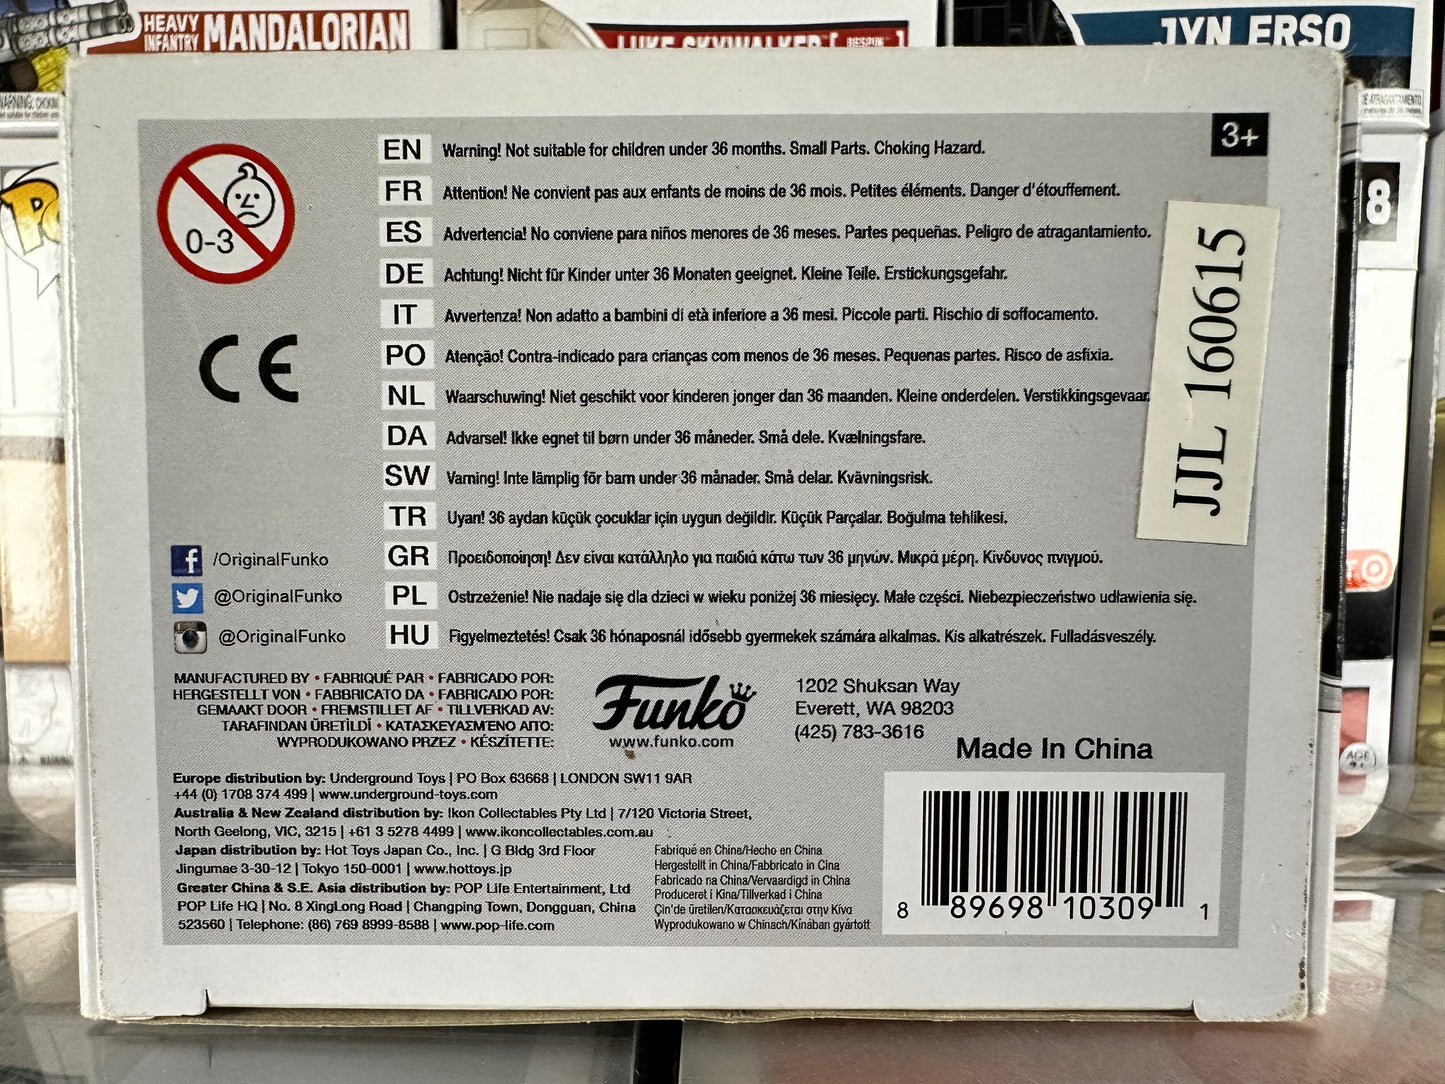 HEAVY
INFANTRY MANDALORIAN
LUKE SKYWALKER [BESPIN]
JYN ERSO
3+
0-3
EN Warning! Not suitable for children under 36 months. Small Parts. Choking Hazard.
FR Attention! Ne convient pas aux enfants de moins de 36 mois. Petites éléments. Danger d'étouffement.
ES Advertencia! No conviene para niños menores de 36 meses. Partes pequeñas. Peligro de atragantamiento.
DE Achtung! Nicht für Kinder unter 36 Monaten geeignet. Kleine Teile. Erstickungsgefahr.
IT Avvertenza! Non adatto a bambini di età inferiore a 36 mesi. Piccole parti. Rischio di soffocamento.
PO Atenção! Contra-indicado para crianças com menos de 36 meses. Pequenas partes. Risco de asfíxia.
NL Waarschuwing! Niet geschikt voor kinderen jonger dan 36 maanden. Kleine onderdelen. Verstikkingsgevaar
DA Advarsel! Ikke egnet til børn under 36 måneder. Små dele. Kvælningsfare.
SW Varning! Inte lämplig för barn under 36 månader. Små delar. Kvävningsrisk.
TR Uyarı! 36 aydan küçük çocuklar için uygun değildir. Küçük Parçalar. Boğulma tehlikesi.
GR Προειδοποίηση! Δεν είναι κατάλληλο για παιδιά κάτω των 36 μηνών. Μικρά μέρη. Κίνδυνος πνιγμού.
PL Ostrzeżenie! Nie nadaje się dla dzieci w wieku poniżej 36 miesięcy. Małe części. Niebezpieczeństwo udławienia się.
HU Figyelmeztetés! Csak 36 hónaposnál idősebb gyermekek számára alkalmas. Kis alkatrészek. Fulladásveszély.
JJL 160615
8
CE
/OriginalFunko
@OriginalFunko
@OriginalFunko
MANUFACTURED BY • FABRIQUÉ PAR • FABRICADO POR:
HERGESTELLT VON • FABBRICATO DA • FABRICADO POR:
GEMAAKT DOOR • FREMSTILLET AF • TILLVERKAD AV:
TARAFINDAN ÜRETİLDİ • ΚΑΤΑΣΚΕΥΑΣΜΈΝΟ ΑΠΌ:
WYPRODUKOWANO PRZEZ • KÉSZÍTETTE:
Funko
www.funko.com
1202 Shuksan Way
Everett, WA 98203
(425) 783-3616
Made In China
Europe distribution by: Underground Toys | PO Box 63668 | LONDON SW11 9AR
+44 (0) 1708 374 499 | www.underground-toys.com
Australia & New Zealand distribution by: Ikon Collectables Pty Ltd | 7/120 Victoria Street,
North Geelong, VIC, 3215 | +61 3 5278 4499 | www.ikoncollectables.com.au
Japan distribution by: Hot Toys Japan Co., Inc. | G Bldg 3rd Floor
Jingumae 3-30-12 | Tokyo 150-0001 | www.hottoys.jp
Greater China & S.E. Asia distribution by: POP Life Entertainment, Ltd
POP Life HQ | No. 8 XingLong Road | Changping Town, Dongguan, China
523560 | Telephone: (86) 769 8999-8588 | www.pop-life.com
Fabriqué en Chine/Hecho en China
Hergestellt in China/Fabbricato in Cina
Fabricado na China/Vervaardigd in China
Produceret i Kina/Tillverkad i China
Çin'de üretilen/Κατασκευάζεται στην Κίνα
Wyprodukowano w Chinach/Kínában gyártott
8 89698 10309 1
AGE